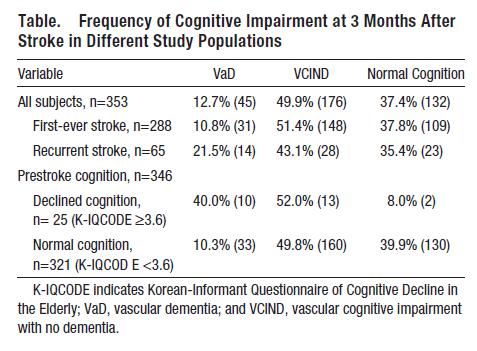 Table. Frequency of Cognitive Impairment at 3 Months After
Stroke in Different Study Populations
Variable VaD VCIND Normal Cognition
All subjects, n=353 12.7% (45) 49.9% (176) 37.4% (132)
First-ever stroke, n=288 10.8% (31) 51.4% (148) 37.8% (109)
Recurrent stroke, n=65 21.5% (14) 43.1% (28) 35.4% (23)
Prestroke cognition, n=346
Declined cognition, 40.0% (10) 52.0% (13) 8.0% (2)
n= 25 (K-IQCODE ≥3.6)
Normal cognition, 10.3% (33) 49.8% (160) 39.9% (130)
n=321 (K-IQCOD E <3.6)
K-IQCODE indicates Korean-Informant Questionnaire of Cognitive Decline in
the Elderly; VaD, vascular dementia; and VCIND, vascular cognitive impairment
with no dementia.